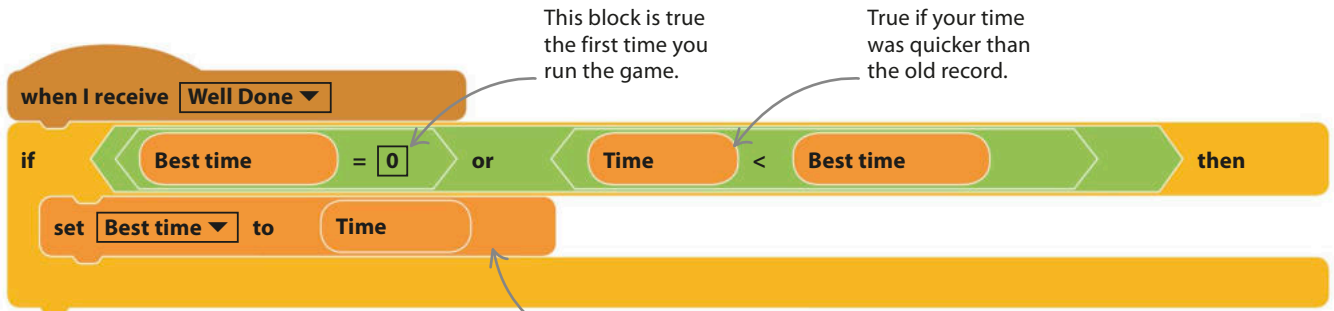 This block is true
the first time you
run the game.
True if your time
was quicker than
the old record.
when I receive Well Done
if Best time = 0 or Time < Best time then
set Best time to Time